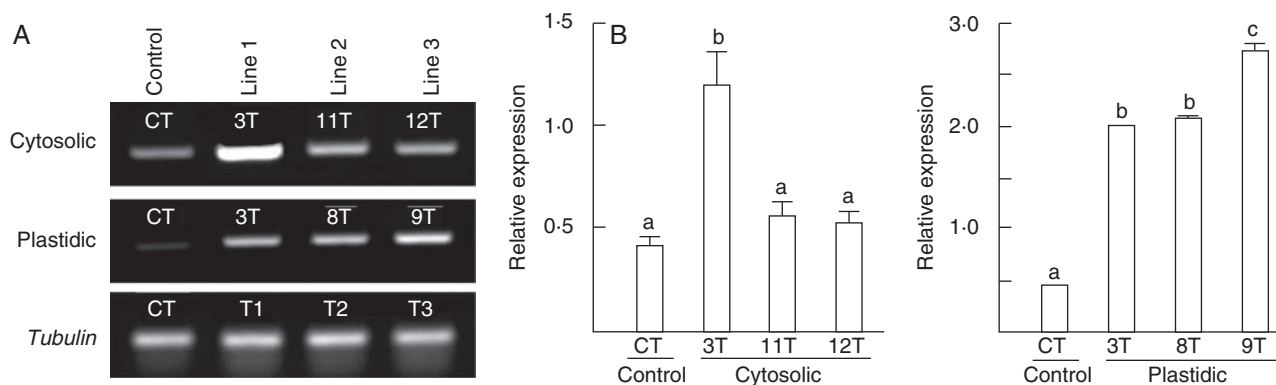 A
Control
Line 1
Line 2
Line 3
Cytosolic
CT 3T 11T 12T
Plastidic
CT 3T 8T 9T
Tubulin
CT T1 T2 T3
B
Relative expression
1·5
1·0
0.5
a
b
a
a
CT 3T 11T 12T
Control Cytosolic
Relative expression
3·0
2·0
1·0
a
b
b
c
CT 3T 8T 9T
Control Plastidic